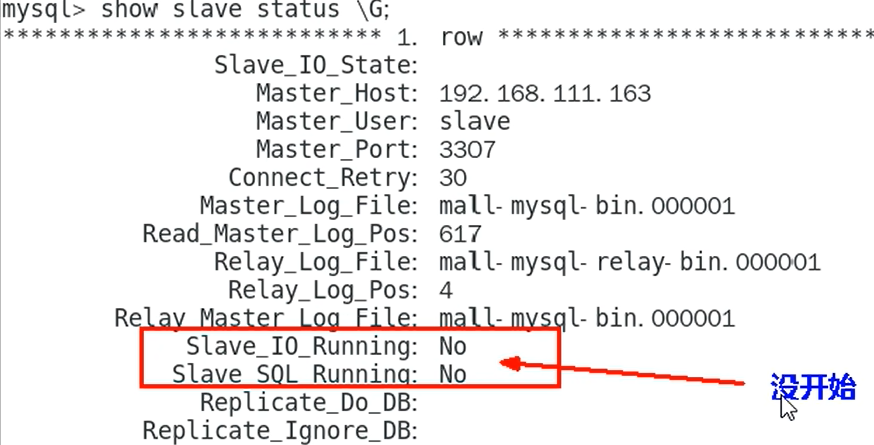 mysql> show slave status \G;
*************************** 1. row ***************************
Slave_IO_State:
Master_Host: 192.168.111.163
Master_User: slave
Master_Port: 3307
Connect_Retry: 30
Master_Log_File: mall-mysql-bin.000001
Read_Master_Log_Pos: 617
Relay_Log_File: mall-mysql-relay-bin.000001
Relay_Log_Pos: 4
Relay_Master_Log_File: mall-mysql-bin.000001
Slave_IO_Running: No
Slave_SQL_Running: No
没开始
Replicate_Do_DB:
Replicate_Ignore_DB: